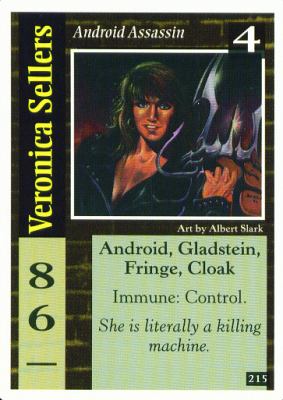 Android Assassin
4
Veronica Sellers
Art by Albert Slark
8
6
—
Android, Gladstein,
Fringe, Cloak
Immune: Control.
She is literally a killing
machine.
215